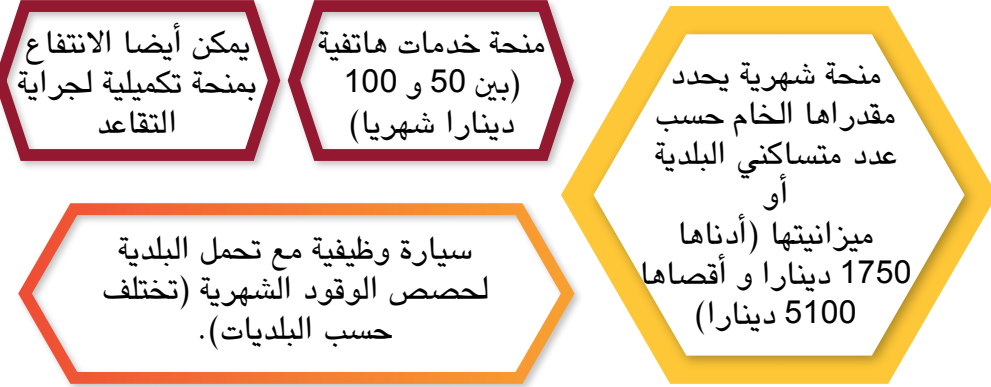 منحة شهرية يحدد
مقدراها الخام حسب
عدد متساكني البلدية
أو
ميزانيتها (أدناها
1750 دينارا و أقصاها
5100 دينارا)
منحة خدمات هاتفية
(بين 50 و 100
دينارا شهريا)
يمكن أيضا الانتفاع
بمنحة تكميلية لجراية
التقاعد
سيارة وظيفية مع تحمل البلدية
لحصص الوقود الشهرية (تختلف
حسب البلديات).